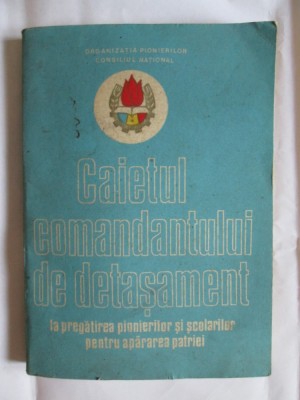 ORGANIZAȚIA PIONIERILOR
CONSILIUL NAȚIONAL
Caietul
comandantului
de detașament
la pregătirea pionierilor și școlarilor
pentru apărarea patriei